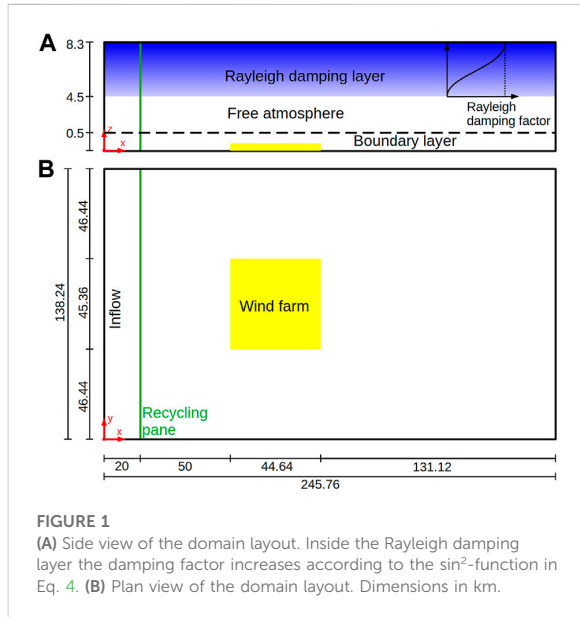 A
8.3
Rayleigh damping layer
4.5
Free atmosphere
Rayleigh
damping factor
0.5
z
x
Boundary layer
B
138.24
46.44
45.36
46.44
Inflow
Wind farm
Recycling
pane
y
x
20
50
44.64
131.12
245.76
FIGURE 1
(A) Side view of the domain layout. Inside the Rayleigh damping
layer the damping factor increases according to the sin²-function in
Eq. 4. (B) Plan view of the domain layout. Dimensions in km.